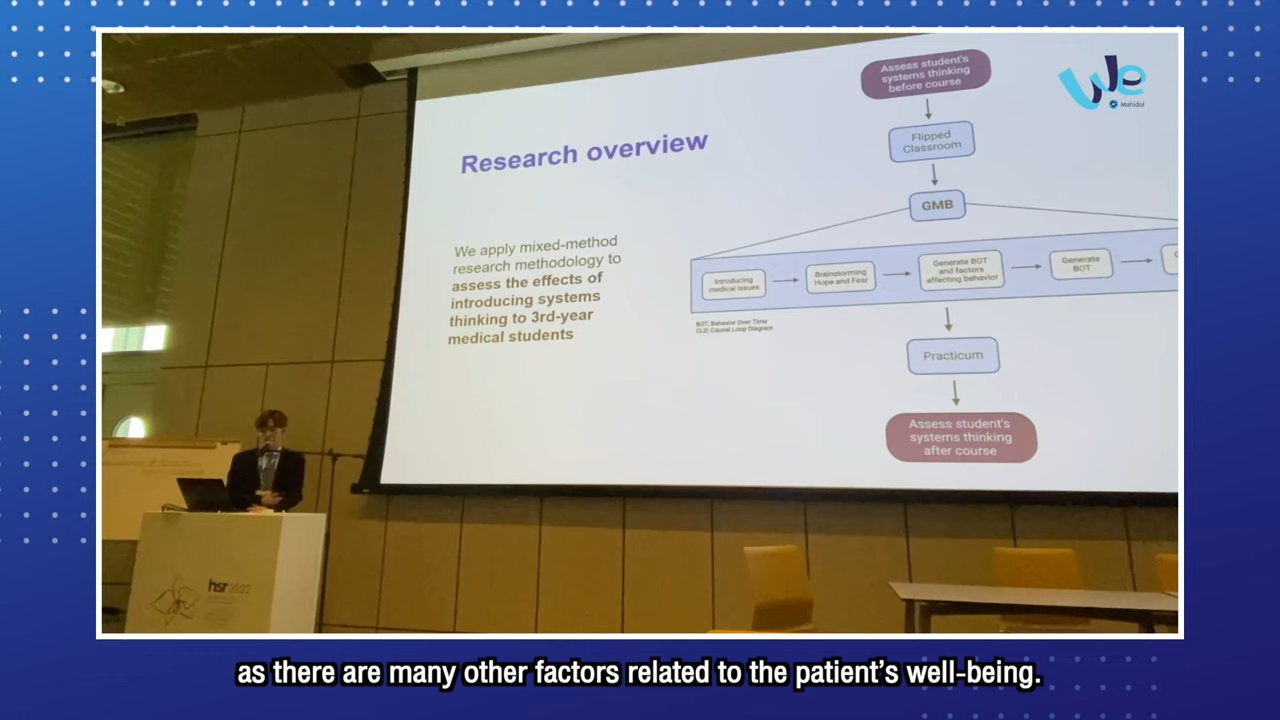 Assess student's
systems thinking
before course
We
Mahidol
Flipped
Classroom
Research overview
GMB
We apply mixed-method
research methodology to
assess the effects of
introducing systems
thinking to 3rd-year
medical students
Introducing
medical issues
Brainstorming
Hope and Fear
Generate BOT
and factors
affecting behavior
Generate
BOT
BOT; Behavior Over Time
CLD; Causal Loop Diagram
Practicum
Assess student's
systems thinking
after course
hsr2022
as there are many other factors related to the patient's well-being.